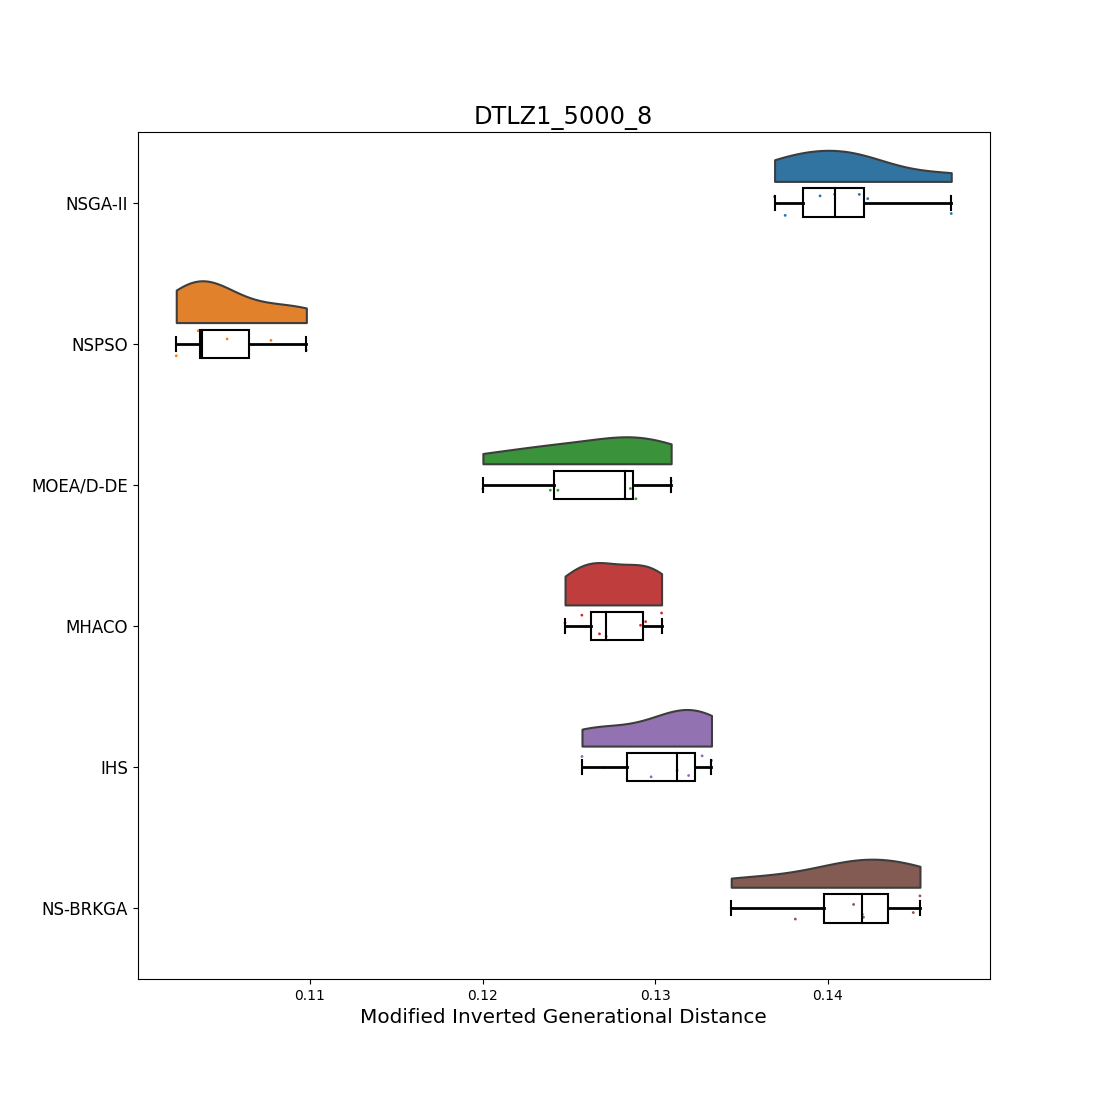 DTLZ1_5000_8
NSGA-II
NSPSO
MOEA/D-DE
MHACO
IHS
NS-BRKGA
0.11
0.12
0.13
0.14
Modified Inverted Generational Distance